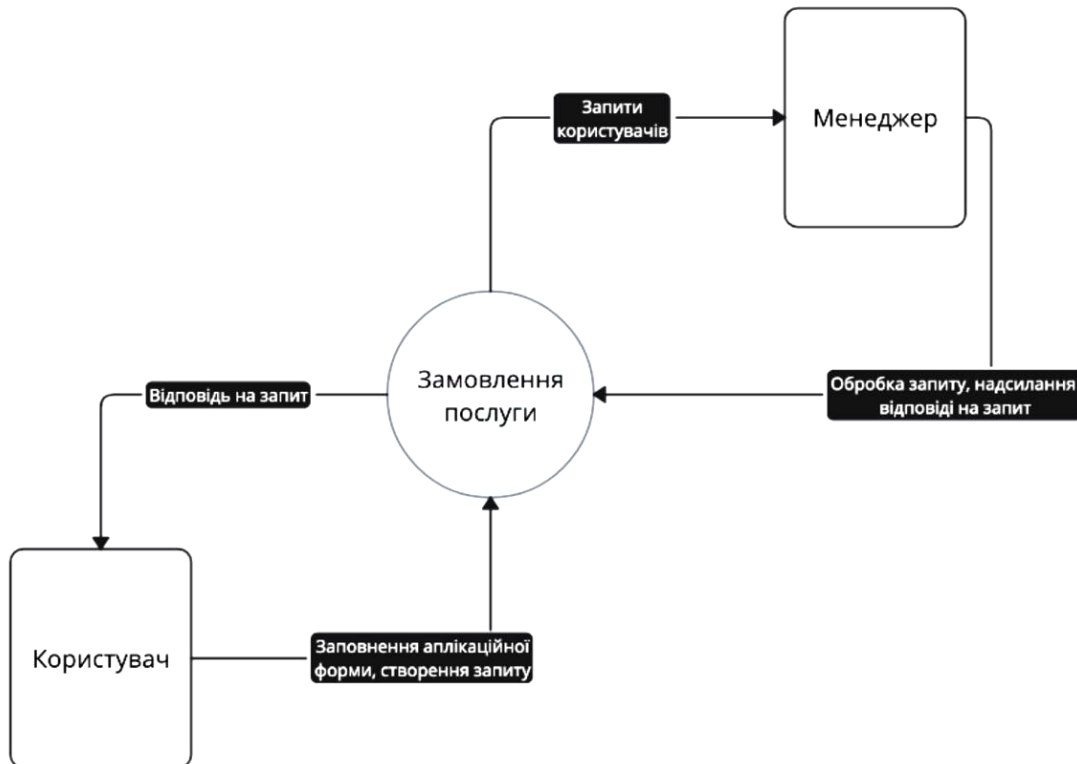 Запити
користувачів
Менеджер
Замовлення
послуги
Відповідь на запит
Обробка запиту, надсилання
відповіді на запит
Користувач
Заповнення аплікаційної
форми, створення запиту